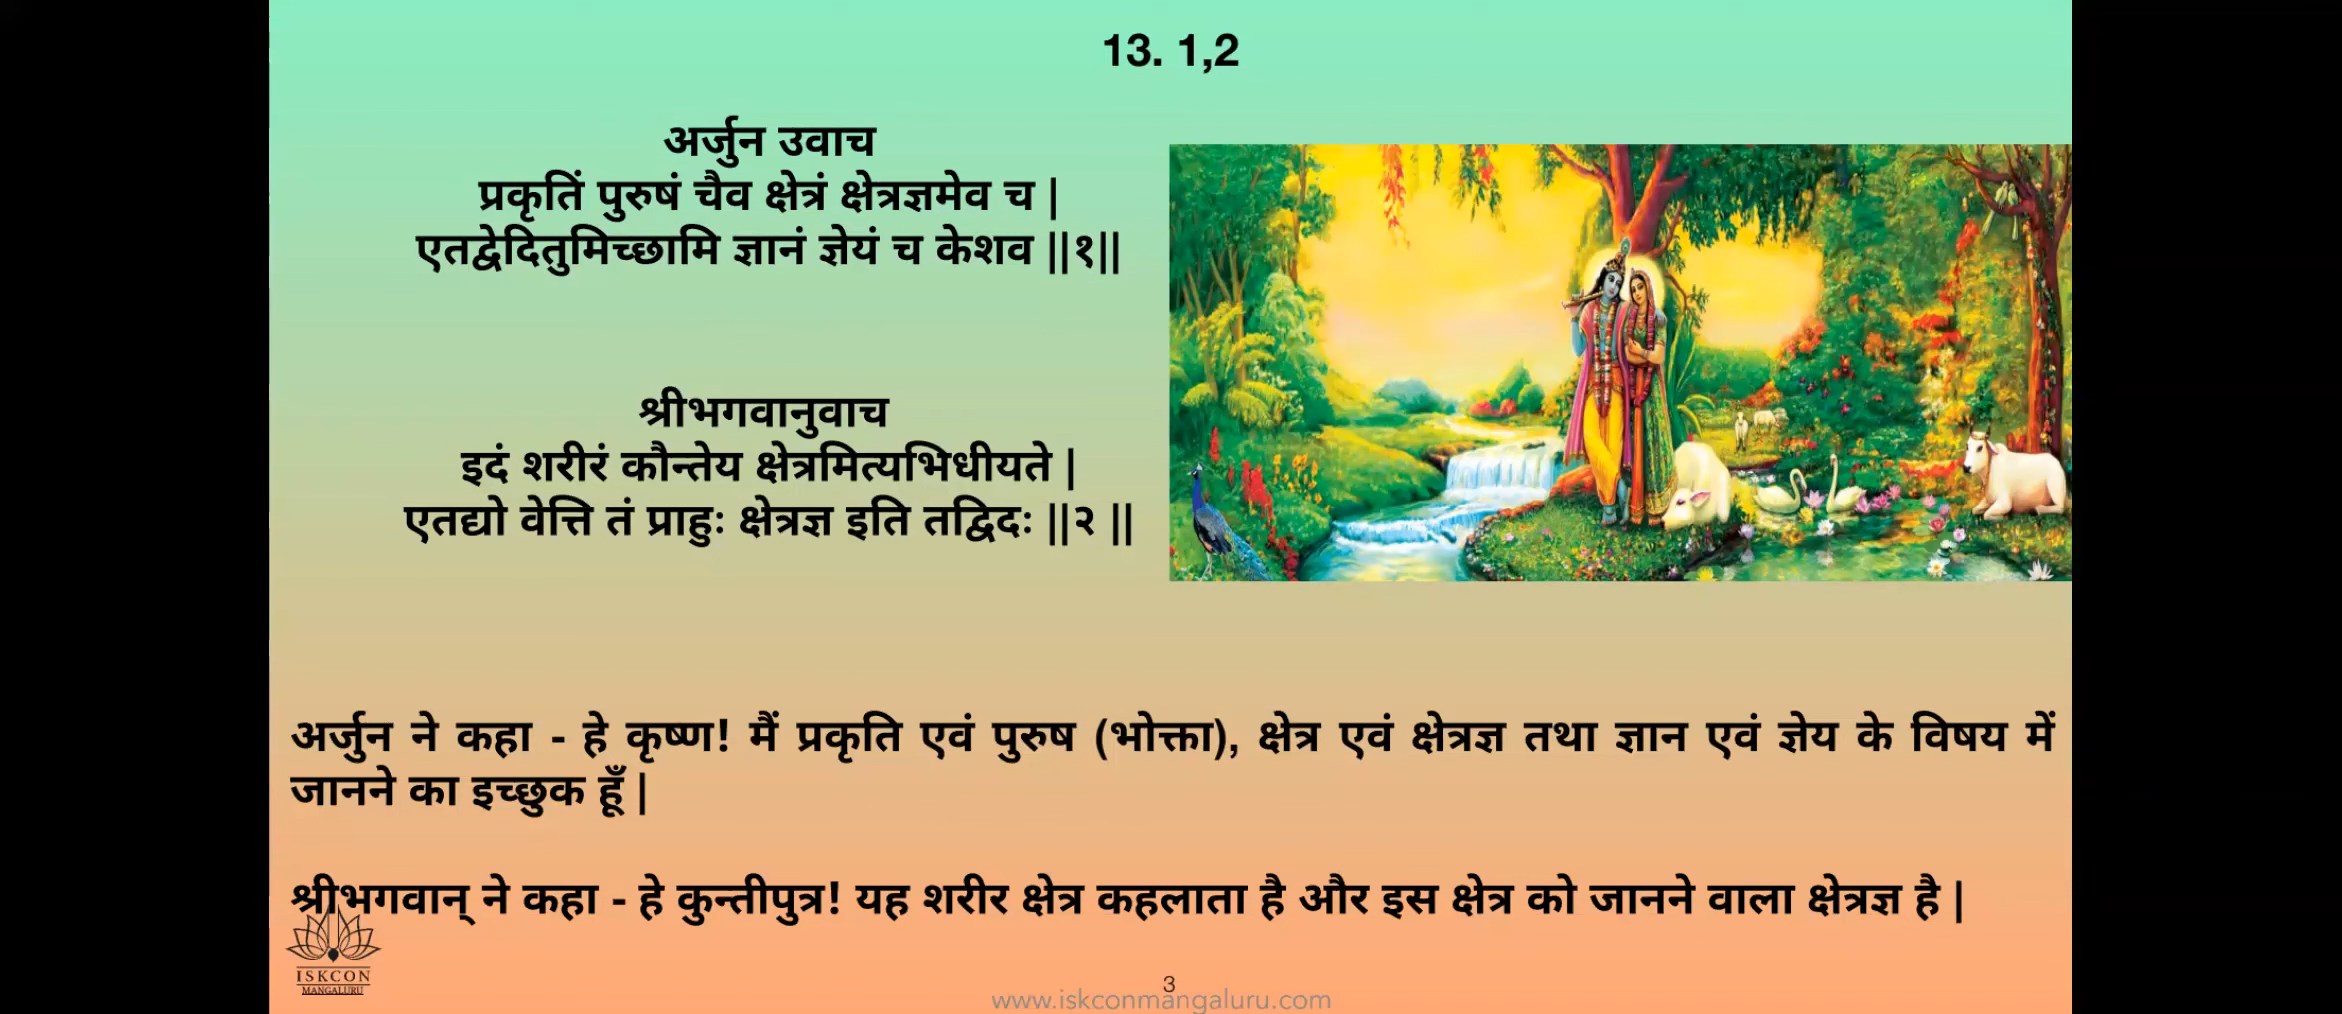 13. 1,2
अर्जुन उवाच
प्रकृतिं पुरुषं चैव क्षेत्रं क्षेत्रज्ञमेव च |
एतद्वेदितुमिच्छामि ज्ञानं ज्ञेयं च केशव ||१||
श्रीभगवानुवाच
इदं शरीरं कौन्तेय क्षेत्रमित्यभिधीयते |
एतद्यो वेत्ति तं प्राहुः क्षेत्रज्ञ इति तद्विदः ||२ ||
अर्जुन ने कहा - हे कृष्ण! मैं प्रकृति एवं पुरुष (भोक्ता), क्षेत्र एवं क्षेत्रज्ञ तथा ज्ञान एवं ज्ञेय के विषय में
जानने का इच्छुक हूँ |
श्रीभगवान् ने कहा - हे कुन्तीपुत्र! यह शरीर क्षेत्र कहलाता है और इस क्षेत्र को जानने वाला क्षेत्रज्ञ है |
ISKCON
MANGALURU
3
www.iskconmangaluru.com